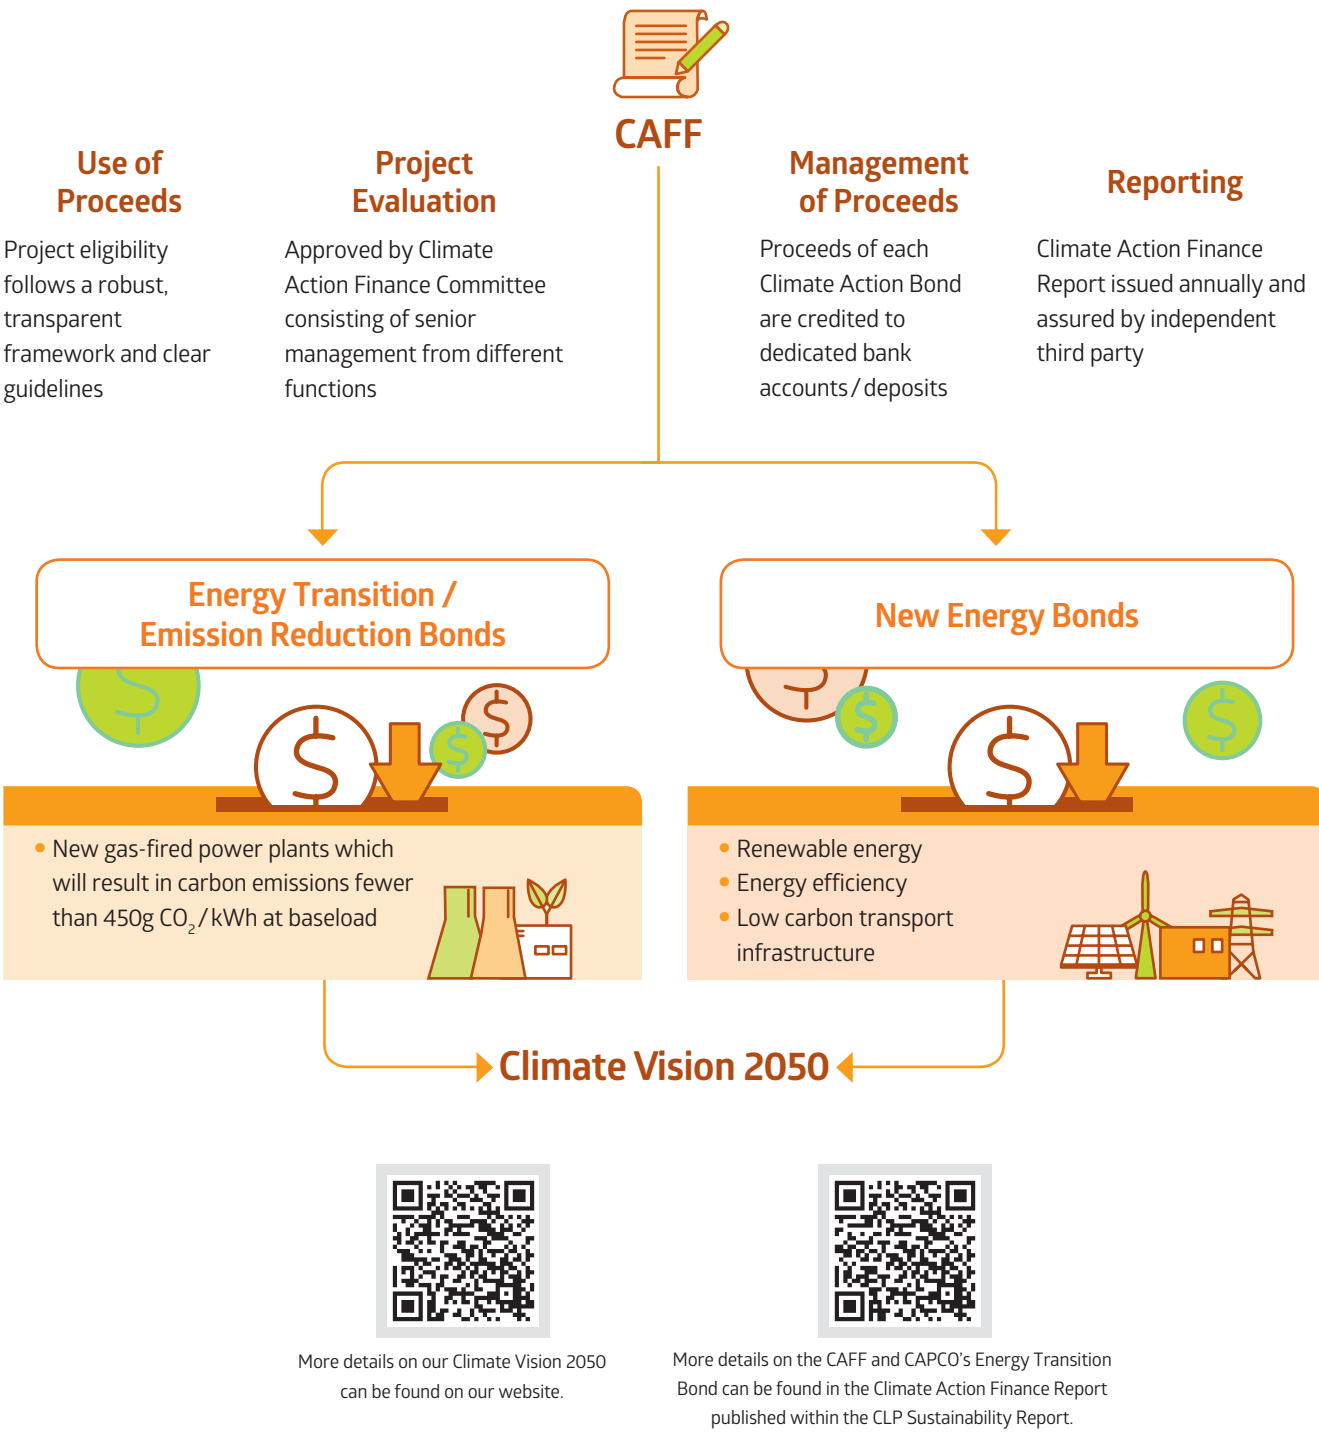 CAFF
Use of
Proceeds
Project eligibility
follows a robust,
transparent
framework and clear
guidelines
Project
Evaluation
Approved by Climate
Action Finance Committee
consisting of senior
management from different
functions
Management
of Proceeds
Proceeds of each
Climate Action Bond
are credited to
dedicated bank
accounts/deposits
Reporting
Climate Action Finance
Report issued annually and
assured by independent
third party
Energy Transition /
Emission Reduction Bonds
$
$
$
$
• New gas-fired power plants which
will result in carbon emissions fewer
than 450g CO₂/kWh at baseload
New Energy Bonds
$
$
$
$
• Renewable energy
• Energy efficiency
• Low carbon transport
infrastructure
Climate Vision 2050
More details on our Climate Vision 2050
can be found on our website.
More details on the CAFF and CAPCO's Energy Transition
Bond can be found in the Climate Action Finance Report
published within the CLP Sustainability Report.